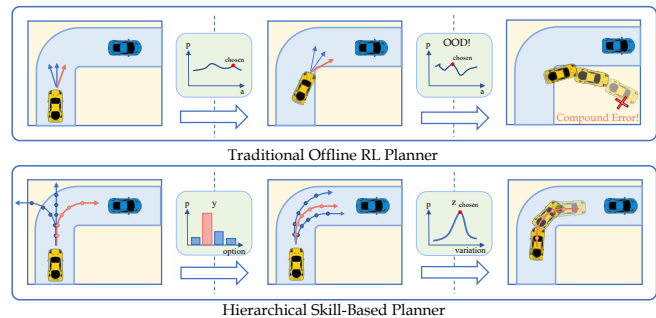 p
chosen
a
OOD!
p
chosen
a
Compound Error!
Traditional Offline RL Planner
p
y
option
p
z
chosen
variation
Hierarchical Skill-Based Planner